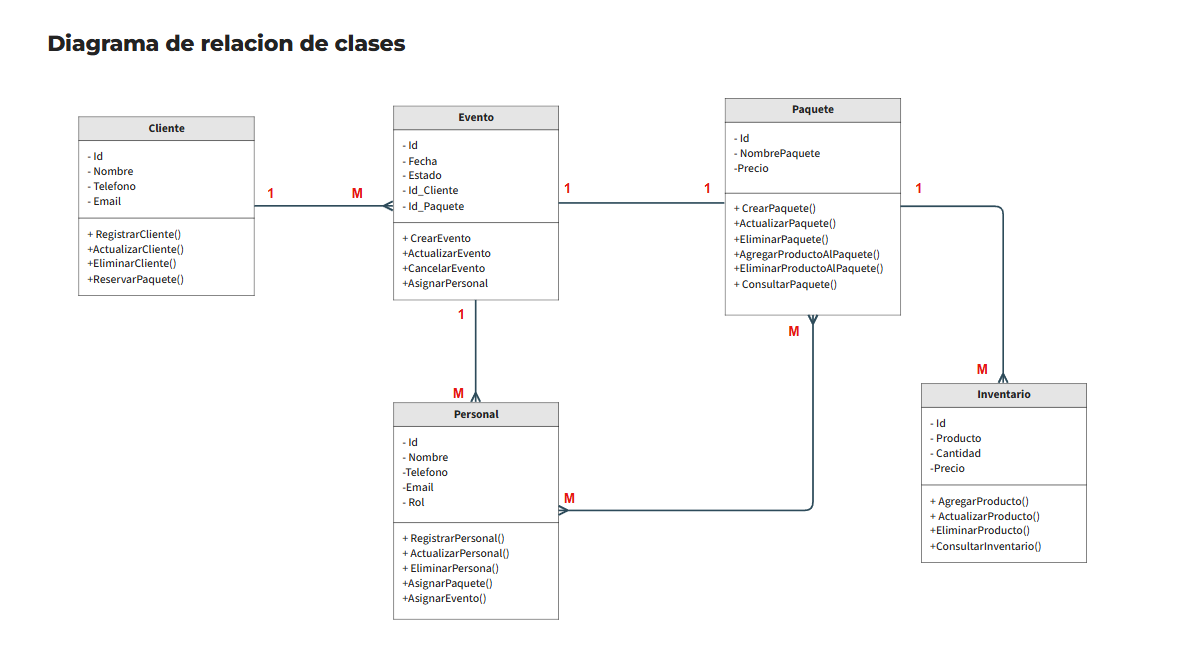 Diagrama de relacion de clases
Cliente
- Id
- Nombre
- Telefono
- Email
+ RegistrarCliente()
+ActualizarCliente()
+EliminarCliente()
+ReservarPaquete()
1
M
Evento
- Id
- Fecha
- Estado
- Id_Cliente
- Id_Paquete
+ CrearEvento
+ActualizarEvento
+CancelarEvento
+AsignarPersonal
1
1
Paquete
- Id
- NombrePaquete
-Precio
+ CrearPaquete()
+ActualizarPaquete()
+EliminarPaquete()
+AgregarProductoAlPaquete()
+EliminarProductoAlPaquete()
+ ConsultarPaquete()
1
1
M
M
M
Personal
- Id
- Nombre
-Telefono
-Email
- Rol
+ RegistrarPersonal()
+ ActualizarPersonal()
+ EliminarPersona()
+AsignarPaquete()
+AsignarEvento()
M
Inventario
- Id
- Producto
- Cantidad
-Precio
+ AgregarProducto()
+ ActualizarProducto()
+EliminarProducto()
+ConsultarInventario()